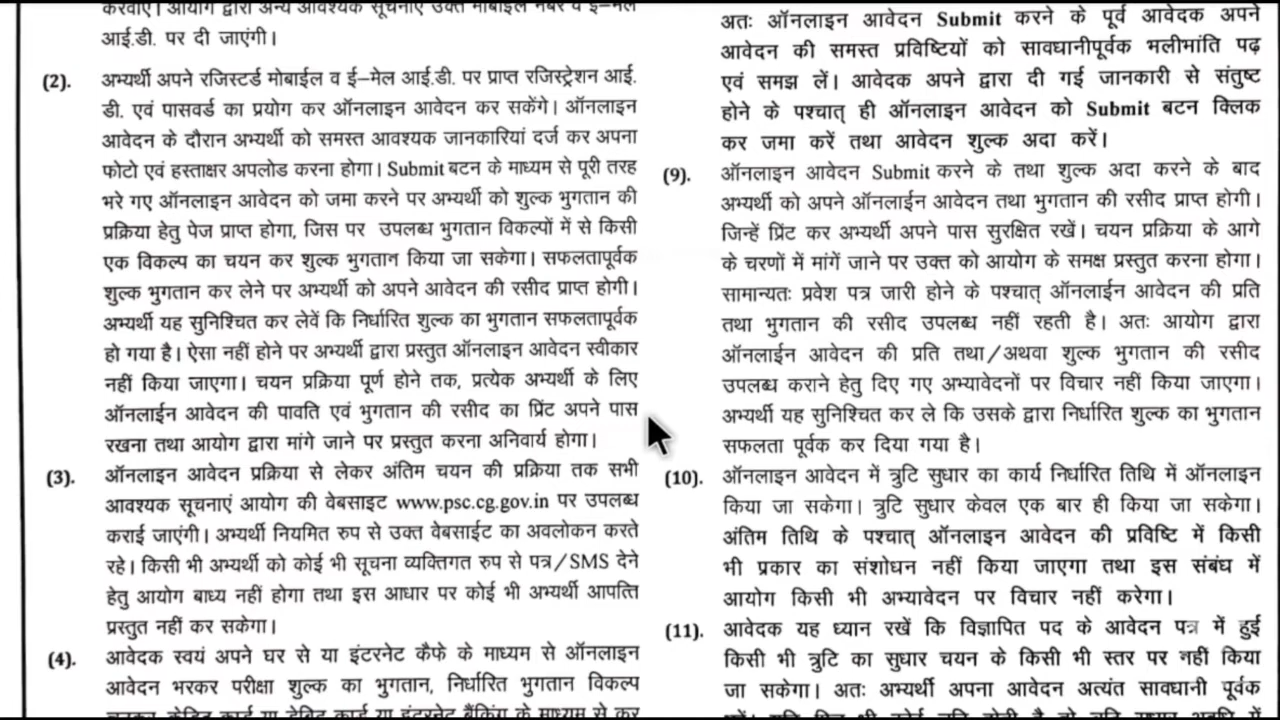 करवाए। आयोग द्वारा अन्य आवश्यक सूचनाएं उक्त मोबाईल नंबर व ई–मेल
आई.डी. पर दी जाएंगी।
(2). अभ्यर्थी अपने रजिस्टर्ड मोबाईल व ई–मेल आई.डी. पर प्राप्त रजिस्ट्रेशन आई.
डी. एवं पासवर्ड का प्रयोग कर ऑनलाइन आवेदन कर सकेंगे। ऑनलाइन
आवेदन के दौरान अभ्यर्थी को समस्त आवश्यक जानकारियां दर्ज कर अपना
फोटो एवं हस्ताक्षर अपलोड करना होगा। Submit बटन के माध्यम से पूरी तरह
भरे गए ऑनलाइन आवेदन को जमा करने पर अभ्यर्थी को शुल्क भुगतान की
प्रक्रिया हेतु पेज प्राप्त होगा, जिस पर उपलब्ध भुगतान विकल्पों में से किसी
एक विकल्प का चयन कर शुल्क भुगतान किया जा सकेगा। सफलतापूर्वक
शुल्क भुगतान कर लेने पर अभ्यर्थी को अपने आवेदन की रसीद प्राप्त होगी।
अभ्यर्थी यह सुनिश्चित कर लेवें कि निर्धारित शुल्क का भुगतान सफलतापूर्वक
हो गया है। ऐसा नहीं होने पर अभ्यर्थी द्वारा प्रस्तुत ऑनलाइन आवेदन स्वीकार
नहीं किया जाएगा। चयन प्रक्रिया पूर्ण होने तक, प्रत्येक अभ्यर्थी के लिए
ऑनलाईन आवेदन की पावति एवं भुगतान की रसीद का प्रिंट अपने पास
रखना तथा आयोग द्वारा मांगे जाने पर प्रस्तुत करना अनिवार्य होगा।
(3). ऑनलाइन आवेदन प्रक्रिया से लेकर अंतिम चयन की प्रक्रिया तक सभी
आवश्यक सूचनाएं आयोग की वेबसाइट www.psc.cg.gov.in पर उपलब्ध
कराई जाएंगी। अभ्यर्थी नियमित रुप से उक्त वेबसाईट का अवलोकन करते
रहे। किसी भी अभ्यर्थी को कोई भी सूचना व्यक्तिगत रुप से पत्र/SMS देने
हेतु आयोग बाध्य नहीं होगा तथा इस आधार पर कोई भी अभ्यर्थी आपत्ति
प्रस्तुत नहीं कर सकेगा।
(4). आवेदक स्वयं अपने घर से या इंटरनेट कैफे के माध्यम से ऑनलाइन
आवेदन भरकर परीक्षा शुल्क का भुगतान, निर्धारित भुगतान विकल्प
चुनकर, क्रेडिट कार्ड या डेबिट कार्ड या इंटरनेट बैंकिंग के माध्यम से कर
अतः ऑनलाइन आवेदन Submit करने के पूर्व आवेदक अपने
आवेदन की समस्त प्रविष्टियों को सावधानीपूर्वक भलीभांति पढ़
एवं समझ लें। आवेदक अपने द्वारा दी गई जानकारी से संतुष्ट
होने के पश्चात् ही ऑनलाइन आवेदन को Submit बटन क्लिक
कर जमा करें तथा आवेदन शुल्क अदा करें।
(9). ऑनलाइन आवेदन Submit करने के तथा शुल्क अदा करने के बाद
अभ्यर्थी को अपने ऑनलाईन आवेदन तथा भुगतान की रसीद प्राप्त होगी।
जिन्हें प्रिंट कर अभ्यर्थी अपने पास सुरक्षित रखें। चयन प्रक्रिया के आगे
के चरणों में मांगें जाने पर उक्त को आयोग के समक्ष प्रस्तुत करना होगा।
सामान्यतः प्रवेश पत्र जारी होने के पश्चात् ऑनलाईन आवेदन की प्रति
तथा भुगतान की रसीद उपलब्ध नहीं रहती है। अतः आयोग द्वारा
ऑनलाईन आवेदन की प्रति तथा/अथवा शुल्क भुगतान की रसीद
उपलब्ध कराने हेतु दिए गए अभ्यावेदनों पर विचार नहीं किया जाएगा।
अभ्यर्थी यह सुनिश्चित कर ले कि उसके द्वारा निर्धारित शुल्क का भुगतान
सफलता पूर्वक कर दिया गया है।
(10). ऑनलाइन आवेदन में त्रुटि सुधार का कार्य निर्धारित तिथि में ऑनलाइन
किया जा सकेगा। त्रुटि सुधार केवल एक बार ही किया जा सकेगा।
अंतिम तिथि के पश्चात् ऑनलाइन आवेदन की प्रविष्टि में किसी
भी प्रकार का संशोधन नहीं किया जाएगा तथा इस संबंध में
आयोग किसी भी अभ्यावेदन पर विचार नहीं करेगा।
(11). आवेदक यह ध्यान रखें कि विज्ञापित पद के आवेदन पत्र में हुई
किसी भी त्रुटि का सुधार चयन के किसी भी स्तर पर नहीं किया
जा सकेगा। अतः अभ्यर्थी अपना आवेदन अत्यंत सावधानी पूर्वक